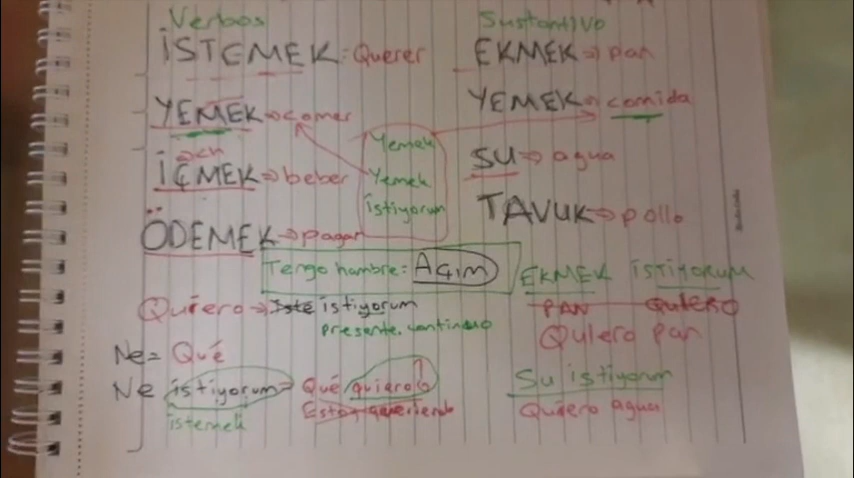 Verbos
Sustantivo
İSTEMEK: Querer
EKMEK => pan
YEMEK => comer
YEMEK => comida
İÇMEK => beber
SU => agua
ÖDEMEK => pagar
TAVUK => pollo
Yemek
Yemek
istiyorum
Tengo hambre: Açım
EKMEK İSTİYORUM
PAN QUIERO
Quiero pan
Quiero => İste istiyorum
presente continuo
Ne = Qué
Ne istiyorum = Qué quiero
istemek
Estoy queriendo
Su istiyorum
Quiero agua